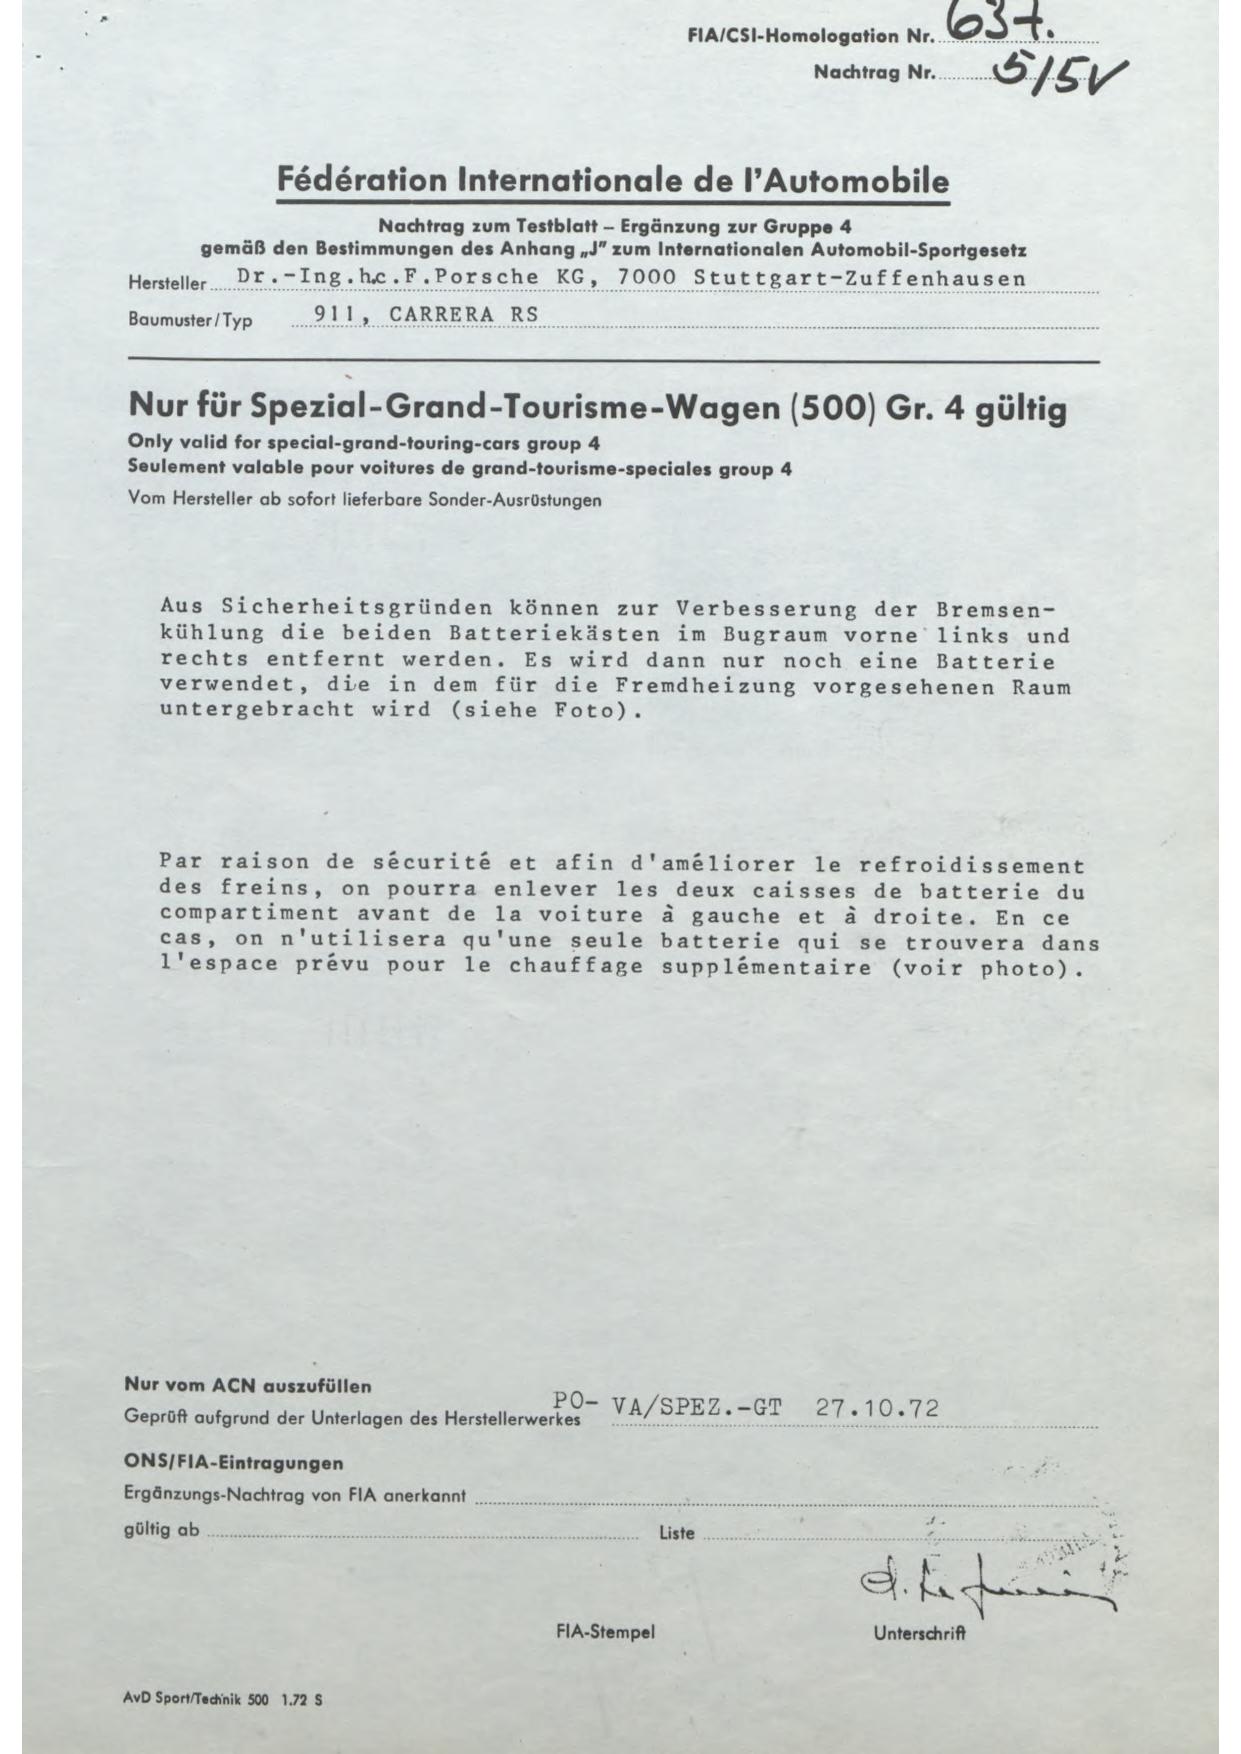 FIA/CSI-Homologation Nr. 637.
Nachtrag Nr. 5/5V
Fédération Internationale de l'Automobile
Nachtrag zum Testblatt – Ergänzung zur Gruppe 4
gemäß den Bestimmungen des Anhang „J" zum Internationalen Automobil-Sportgesetz
Hersteller Dr.-Ing.h.c.F.Porsche KG, 7000 Stuttgart-Zuffenhausen
Baumuster/Typ 911, CARRERA RS
Nur für Spezial-Grand-Tourisme-Wagen (500) Gr. 4 gültig
Only valid for special-grand-touring-cars group 4
Seulement valable pour voitures de grand-tourisme-speciales group 4
Vom Hersteller ab sofort lieferbare Sonder-Ausrüstungen
Aus Sicherheitsgründen können zur Verbesserung der Bremsen-
kühlung die beiden Batteriekästen im Bugraum vorne links und
rechts entfernt werden. Es wird dann nur noch eine Batterie
verwendet, die in dem für die Fremdheizung vorgesehenen Raum
untergebracht wird (siehe Foto).
Par raison de sécurité et afin d'améliorer le refroidissement
des freins, on pourra enlever les deux caisses de batterie du
compartiment avant de la voiture à gauche et à droite. En ce
cas, on n'utilisera qu'une seule batterie qui se trouvera dans
l'espace prévu pour le chauffage supplémentaire (voir photo).
Nur vom ACN auszufüllen
Geprüft aufgrund der Unterlagen des Herstellerwerkes PO- VA/SPEZ.-GT 27.10.72
ONS/FIA-Eintragungen
Ergänzungs-Nachtrag von FIA anerkannt
gültig ab Liste
FIA-Stempel Unterschrift
AvD Sport/Technik 500 1.72 S